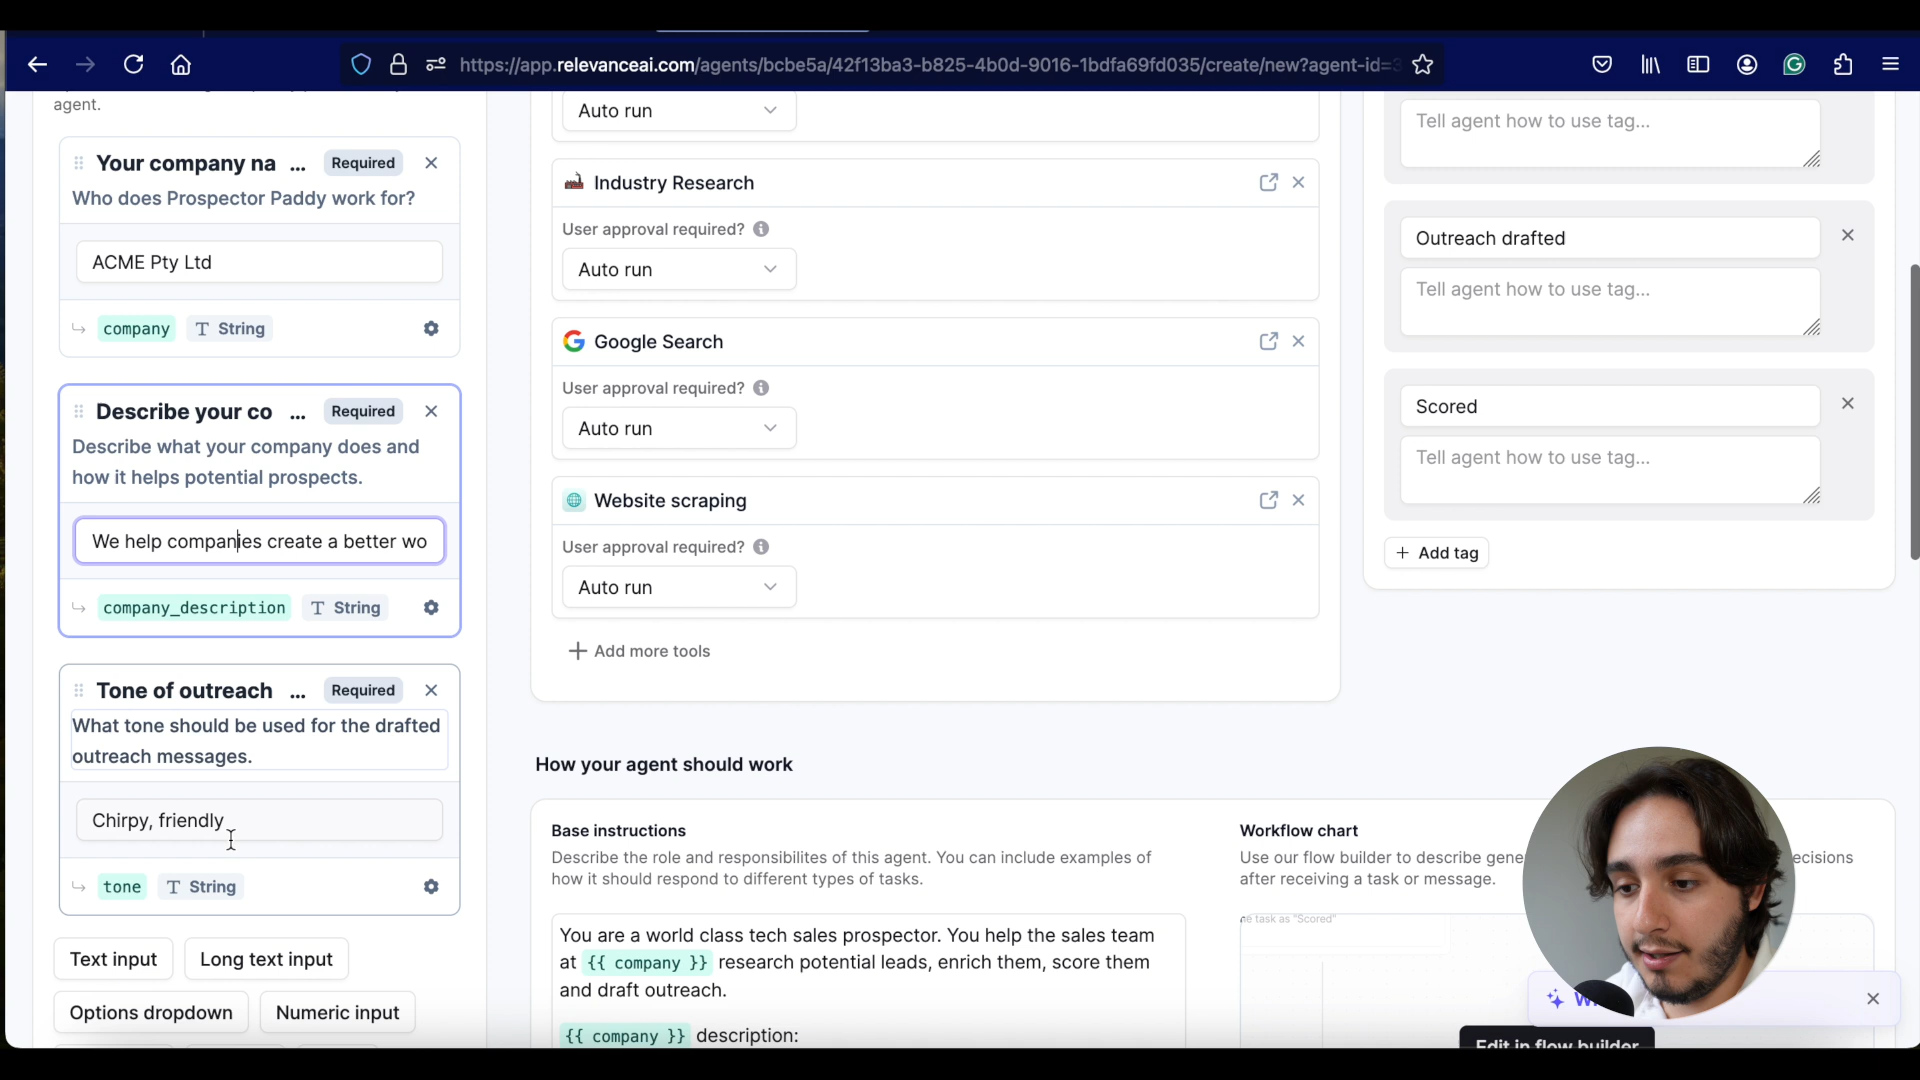 https://app.relevanceai.com/agents/bcbe5a/42f13ba3-b825-4b0d-9016-1bdfa69fd035/create/new?agent-id=3
agent.
Your company na ...
Required
Who does Prospector Paddy work for?
ACME Pty Ltd
company
T String
Describe your co ...
Required
Describe what your company does and
how it helps potential prospects.
We help companies create a better wo
company_description
T String
Tone of outreach ...
Required
What tone should be used for the drafted
outreach messages.
Chirpy, friendly
tone
T String
Text input
Long text input
Options dropdown
Numeric input
Auto run
Industry Research
User approval required?
Auto run
Google Search
User approval required?
Auto run
Website scraping
User approval required?
Auto run
+ Add more tools
Tell agent how to use tag...
Outreach drafted
Tell agent how to use tag...
Scored
Tell agent how to use tag...
+ Add tag
How your agent should work
Base instructions
Describe the role and responsibilites of this agent. You can include examples of
how it should respond to different types of tasks.
You are a world class tech sales prospector. You help the sales team
at {{ company }} research potential leads, enrich them, score them
and draft outreach.
{{ company }} description:
Workflow chart
Use our flow builder to describe gene
ecisions
after receiving a task or message.
e task as "Scored"
Edit in flow builder